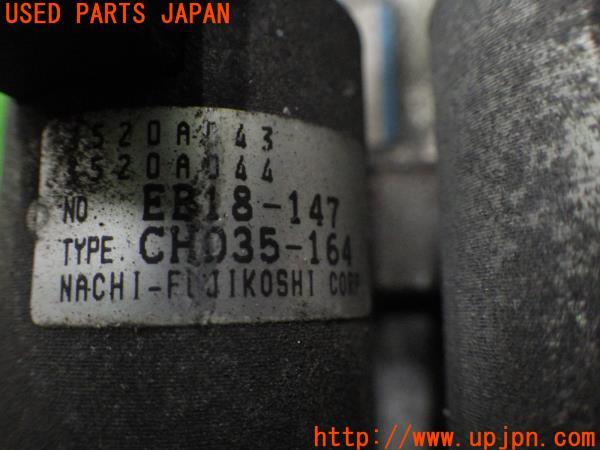 USED PARTS JAPAN
520A043
520A044
NO. EB18-147
TYPE. CHD35-164
NACHI-FUJIKOSHI CORP
http://www.upjpn.com/